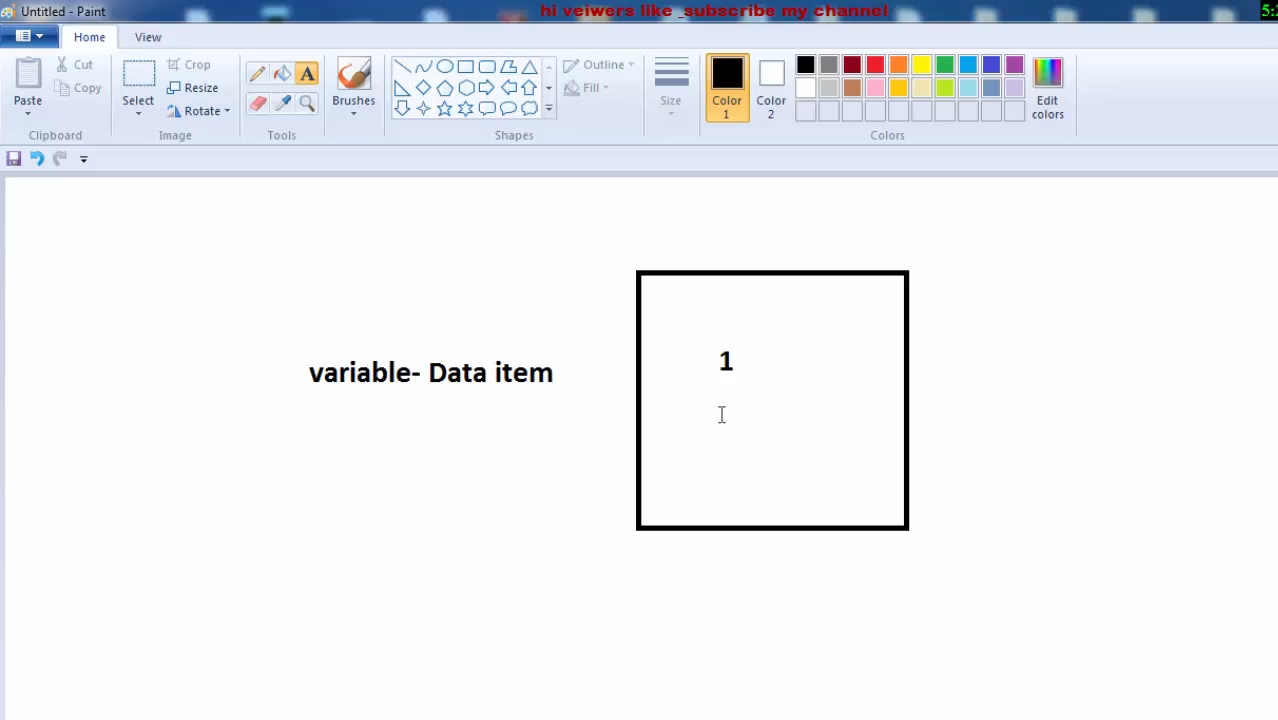 Untitled - Paint
hi veiwers like _subscribe my channel
5:
Home
View
Paste
Cut
Copy
Clipboard
Select
Crop
Resize
Rotate
Image
A
Tools
Brushes
Outline
Fill
Shapes
Size
Color
1
Color
2
Edit
colors
Colors
variable- Data item
1